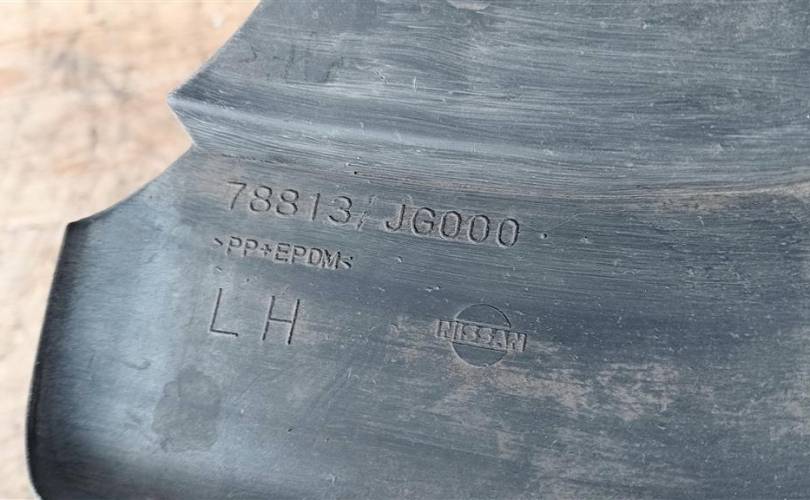 78813/JG000
>PP+EPDM<
LH
NISSAN